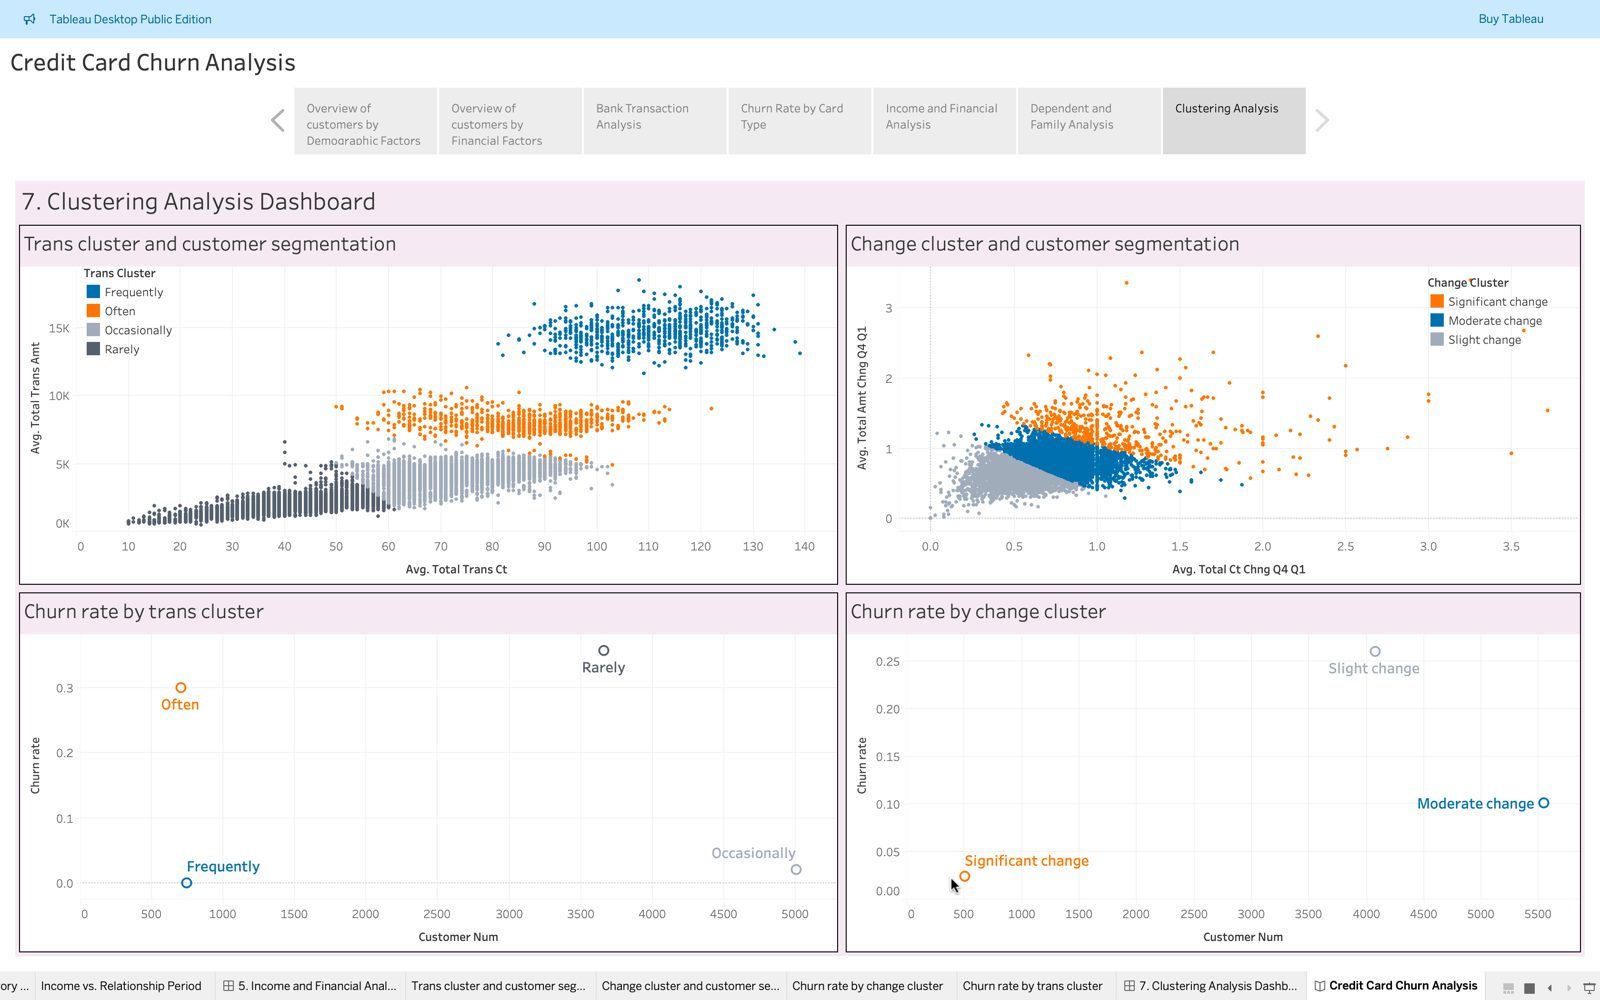 Tableau Desktop Public Edition
Buy Tableau
Credit Card Churn Analysis
Overview of
customers by
Demographic Factors
Overview of
customers by
Financial Factors
Bank Transaction
Analysis
Churn Rate by Card
Type
Income and Financial
Analysis
Dependent and
Family Analysis
Clustering Analysis
7. Clustering Analysis Dashboard
Trans cluster and customer segmentation
Trans Cluster
Frequently
Often
Occasionally
Rarely
Avg. Total Trans Amt
15K
10K
5K
0K
0 10 20 30 40 50 60 70 80 90 100 110 120 130 140
Avg. Total Trans Ct
Change cluster and customer segmentation
Change Cluster
Significant change
Moderate change
Slight change
Avg. Total Amt Chng Q4 Q1
3
2
1
0
0.0 0.5 1.0 1.5 2.0 2.5 3.0 3.5
Avg. Total Ct Chng Q4 Q1
Churn rate by trans cluster
Rarely
Often
Frequently
Occasionally
Churn rate
0.3
0.2
0.1
0.0
0 500 1000 1500 2000 2500 3000 3500 4000 4500 5000
Customer Num
Churn rate by change cluster
Slight change
Moderate change
Significant change
Churn rate
0.25
0.20
0.15
0.10
0.05
0.00
0 500 1000 1500 2000 2500 3000 3500 4000 4500 5000 5500
Customer Num
ory ...
Income vs. Relationship Period
5. Income and Financial Anal...
Trans cluster and customer seg...
Change cluster and customer se...
Churn rate by change cluster
Churn rate by trans cluster
7. Clustering Analysis Dashb...
Credit Card Churn Analysis